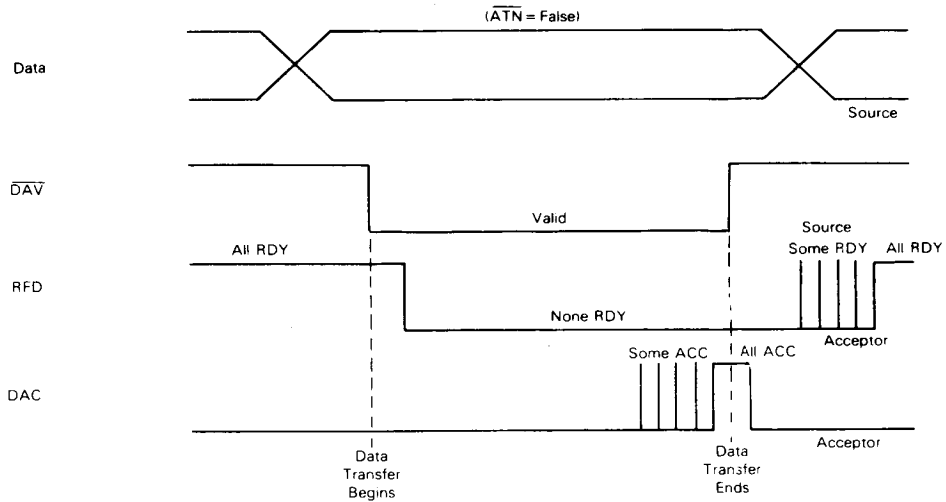 (ATN = False)
Data
Source
DAV
Valid
Source
All RDY
Some RDY
All RDY
RFD
None RDY
Acceptor
Some ACC
All ACC
DAC
Acceptor
Data
Transfer
Begins
Data
Transfer
Ends